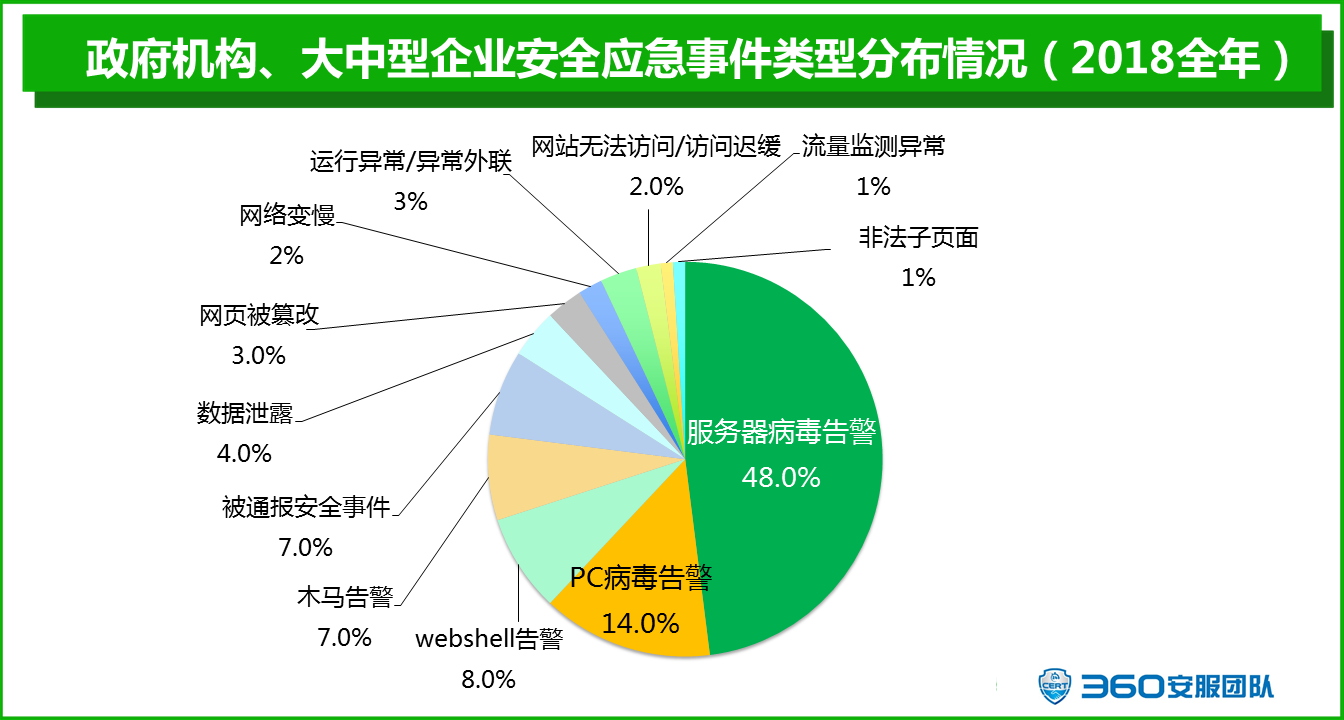 政府机构、大中型企业安全应急事件类型分布情况（2018全年）
网站无法访问/访问迟缓
2.0%
流量监测异常
1%
运行异常/异常外联
3%
网络变慢
2%
非法子页面
1%
网页被篡改
3.0%
数据泄露
4.0%
服务器病毒告警
48.0%
被通报安全事件
7.0%
PC病毒告警
14.0%
木马告警
7.0%
webshell告警
8.0%
CERT 360安服团队